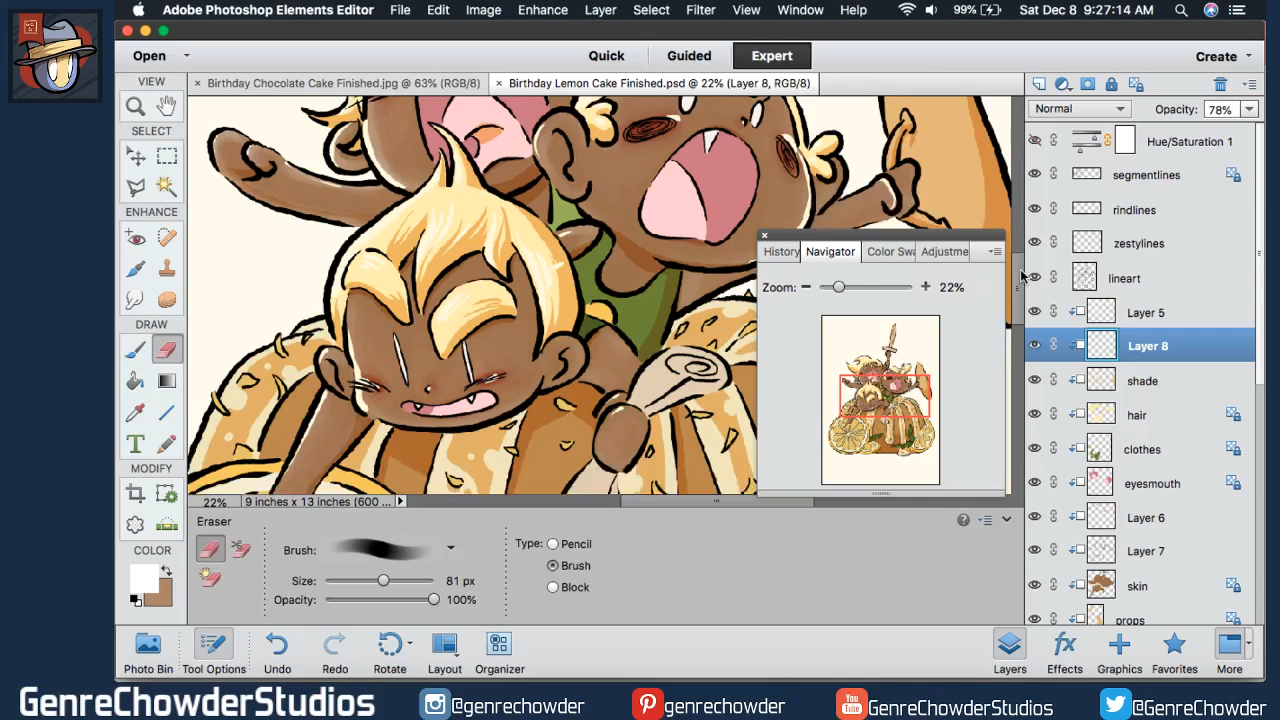 Adobe Photoshop Elements Editor File Edit Image Enhance Layer Select Filter View Window Help 99% Sat Dec 8 9:27:14 AM
Open Quick Guided Expert Create
VIEW
Birthday Chocolate Cake Finished.jpg @ 63% (RGB/8) Birthday Lemon Cake Finished.psd @ 22% (Layer 8, RGB/8)
SELECT
ENHANCE
DRAW
MODIFY
COLOR
Normal Opacity: 78%
Hue/Saturation 1
segmentlines
rindlines
zestylines
lineart
Layer 5
Layer 8
shade
hair
clothes
eyesmouth
Layer 6
Layer 7
skin
props
History Navigator Color Swa Adjustme
Zoom: 22%
22% 9 inches x 13 inches (600 ...
Eraser
Brush:
Size: 81 px
Opacity: 100%
Type: Pencil
Brush
Block
Photo Bin Tool Options Undo Redo Rotate Layout Organizer Layers Effects Graphics Favorites More
GenreChowderStudios @genrechowder genrechowder GenreChowderStudios @GenreChowder